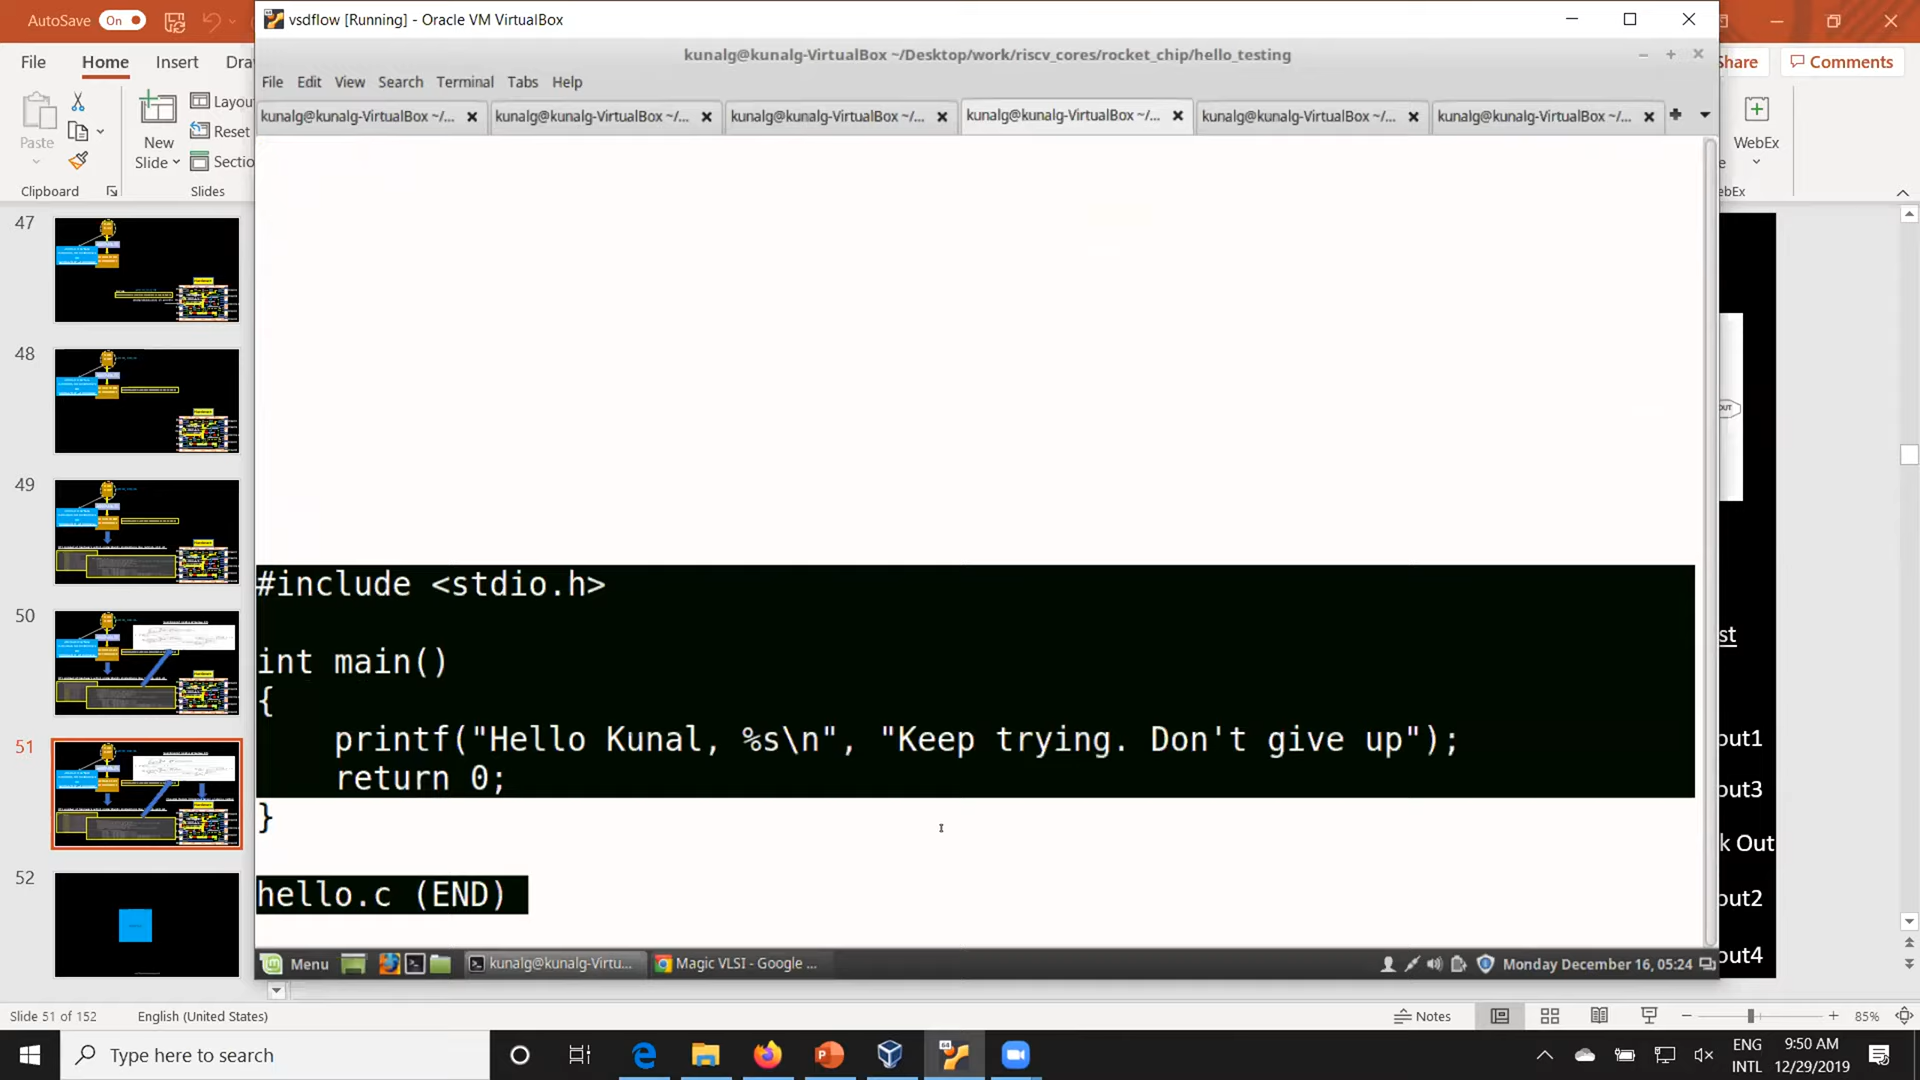 AutoSave On
vsdflow [Running] - Oracle VM VirtualBox
kunalg@kunalg-VirtualBox ~/Desktop/work/riscv_cores/rocket_chip/hello_testing
File Home Insert
Share Comments
File Edit View Search Terminal Tabs Help
kunalg@kunalg-VirtualBox ~/... kunalg@kunalg-VirtualBox ~/... kunalg@kunalg-VirtualBox ~/... kunalg@kunalg-VirtualBox ~/... kunalg@kunalg-VirtualBox ~/... kunalg@kunalg-VirtualBox ~/...
Paste
New
Slide
Reset
WebEx
Clipboard
Slides
47
48
49
50
51
52
#include <stdio.h>
int main()
{
printf("Hello Kunal, %s\n", "Keep trying. Don't give up");
return 0;
}
hello.c (END)
out1
out3
k Out
out2
out4
Menu kunalg@kunalg-Virtu... Magic VLSI - Google ... Monday December 16, 05:24
Slide 51 of 152 English (United States) Notes 85%
Type here to search
ENG
INTL
9:50 AM
12/29/2019